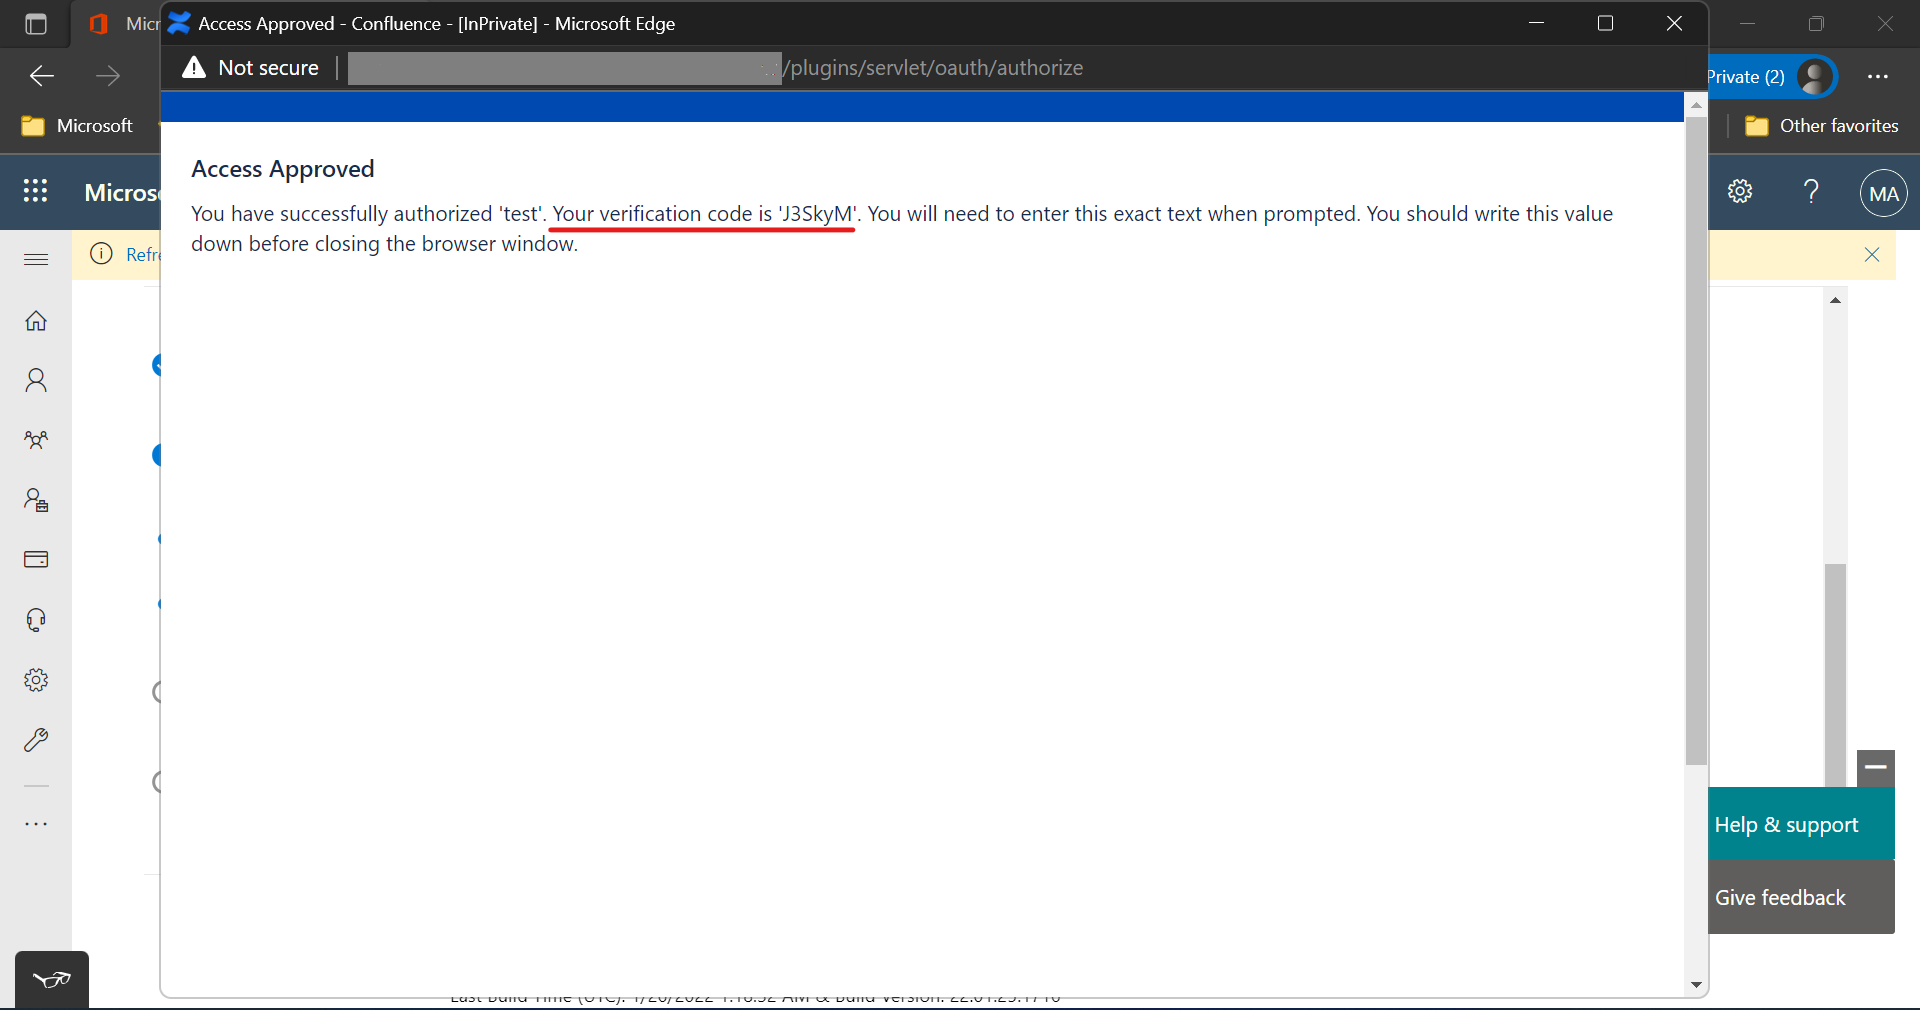 Micr
Access Approved - Confluence - [InPrivate] - Microsoft Edge
Not secure
/plugins/servlet/oauth/authorize
Private (2)
Microsoft
Other favorites
Micros
MA
Refre
Access Approved
You have successfully authorized 'test'. Your verification code is 'J3SkyM'. You will need to enter this exact text when prompted. You should write this value
down before closing the browser window.
Help & support
Give feedback